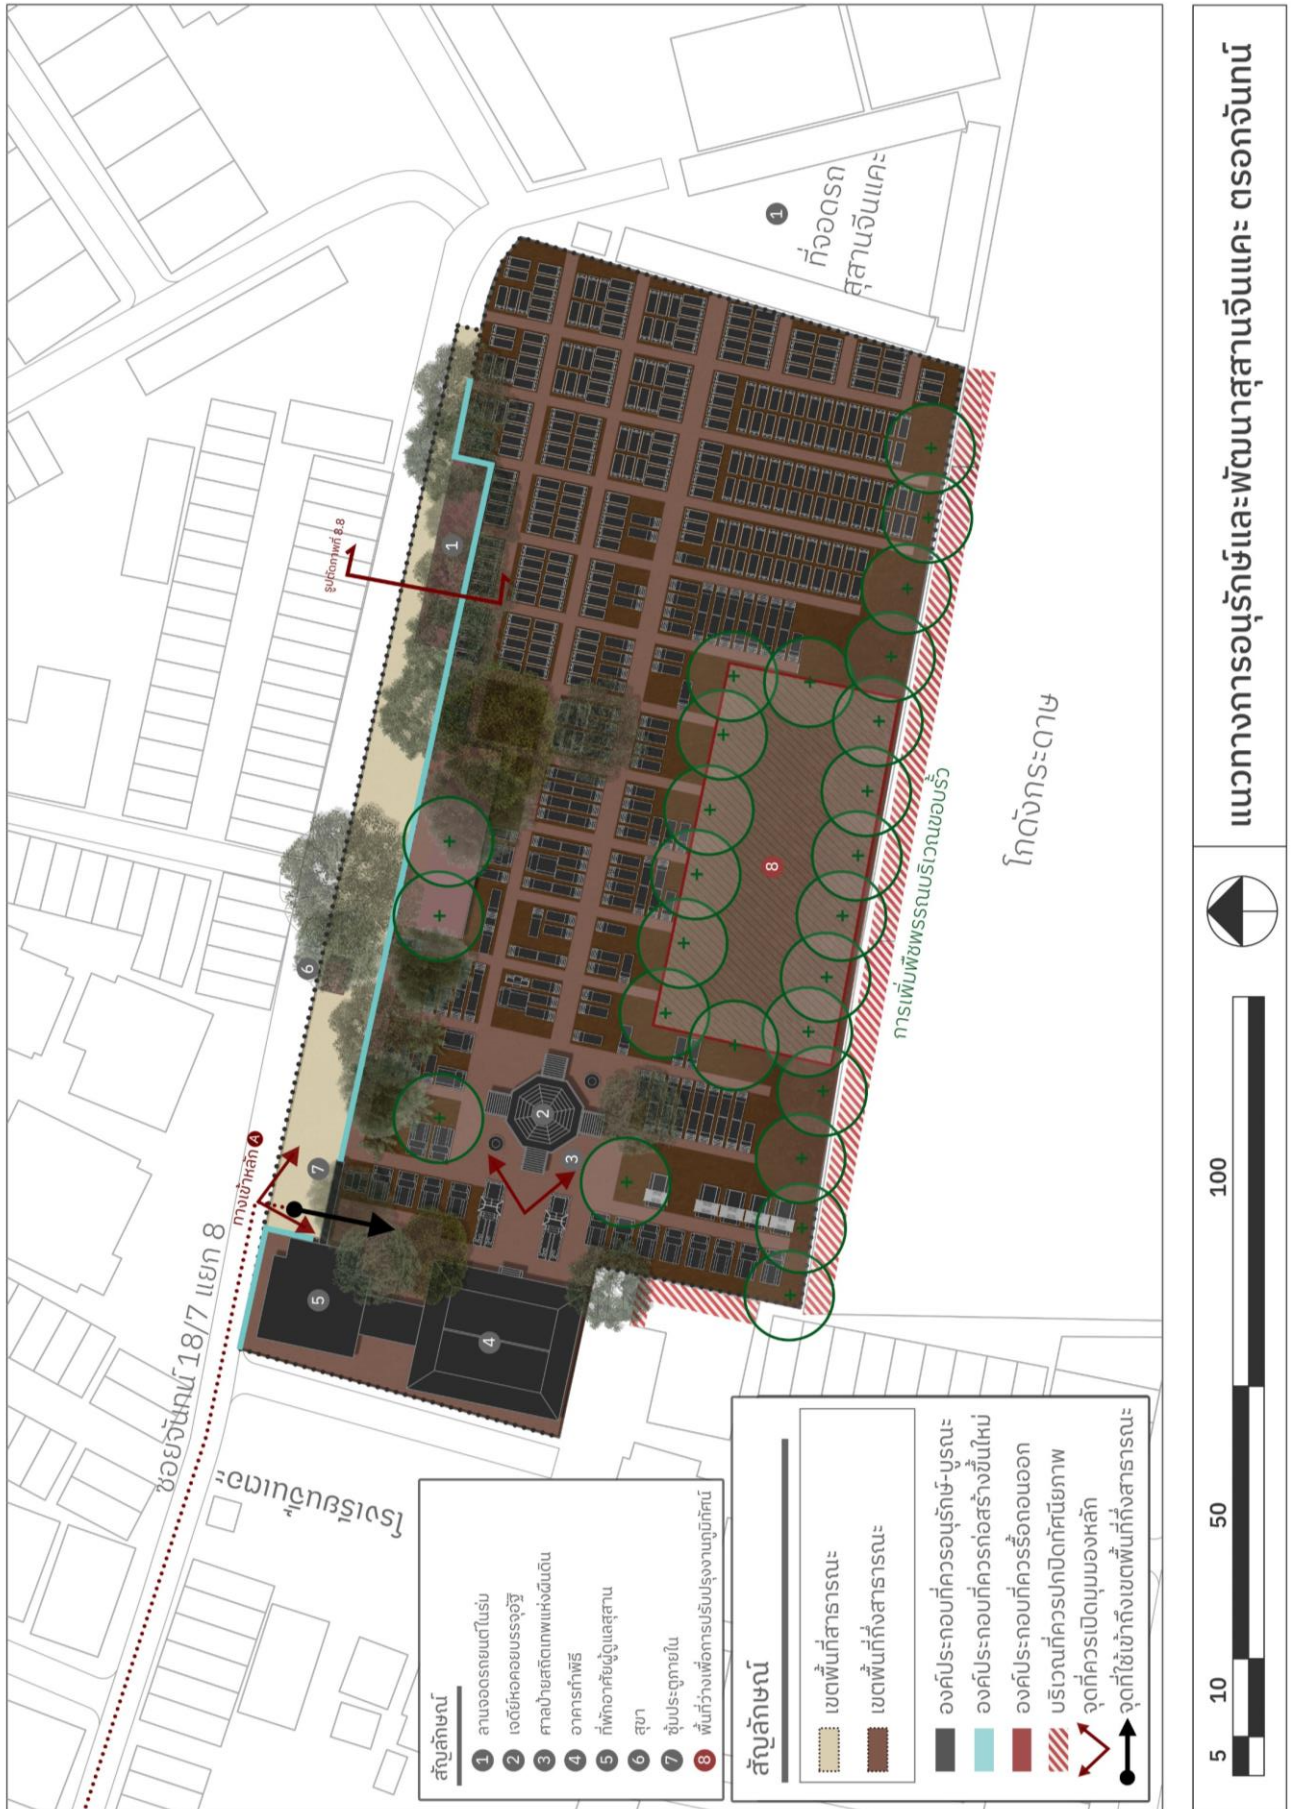 แนวทางการอนุรักษ์และพัฒนาสุสานฮกเกี้ยน ตรอกจันทน์
5 10 50 100
ที่จอดรถ
สุสานจีนแคะ
1
รูปตัดภาพที่ 8.8
1
6
โกดังกระดาษ
8
การเพิ่มพืชพรรณบริเวณขอบรั้ว
2
3
7
ทางเข้าหลัก A
ซอยจันทน์ 18/7 แยก 8
5
4
สัญลักษณ์
1 ลานจอดรถยนต์ในร่ม
2 เจดีย์หอคอยบรรจุอัฐิ
3 ศาลป้ายสถิตเทพแห่งผืนดิน
4 อาคารทำพิธี
5 ที่พักอาศัยผู้ดูแลสุสาน
6 สุขา
7 ซุ้มประตูภายใน
8 พื้นที่ว่างเพื่อการปรับปรุงงานภูมิทัศน์
สัญลักษณ์
เขตพื้นที่สาธารณะ
เขตพื้นที่กึ่งสาธารณะ
องค์ประกอบที่ควรอนุรักษ์-บูรณะ
องค์ประกอบที่ควรก่อสร้างขึ้นใหม่
องค์ประกอบที่ควรรื้อถอนออก
บริเวณที่ควรปกปิดทัศนียภาพ
จุดที่ควรเปิดมุมมองหลัก
จุดที่ใช้เข้าถึงเขตพื้นที่กึ่งสาธารณะ